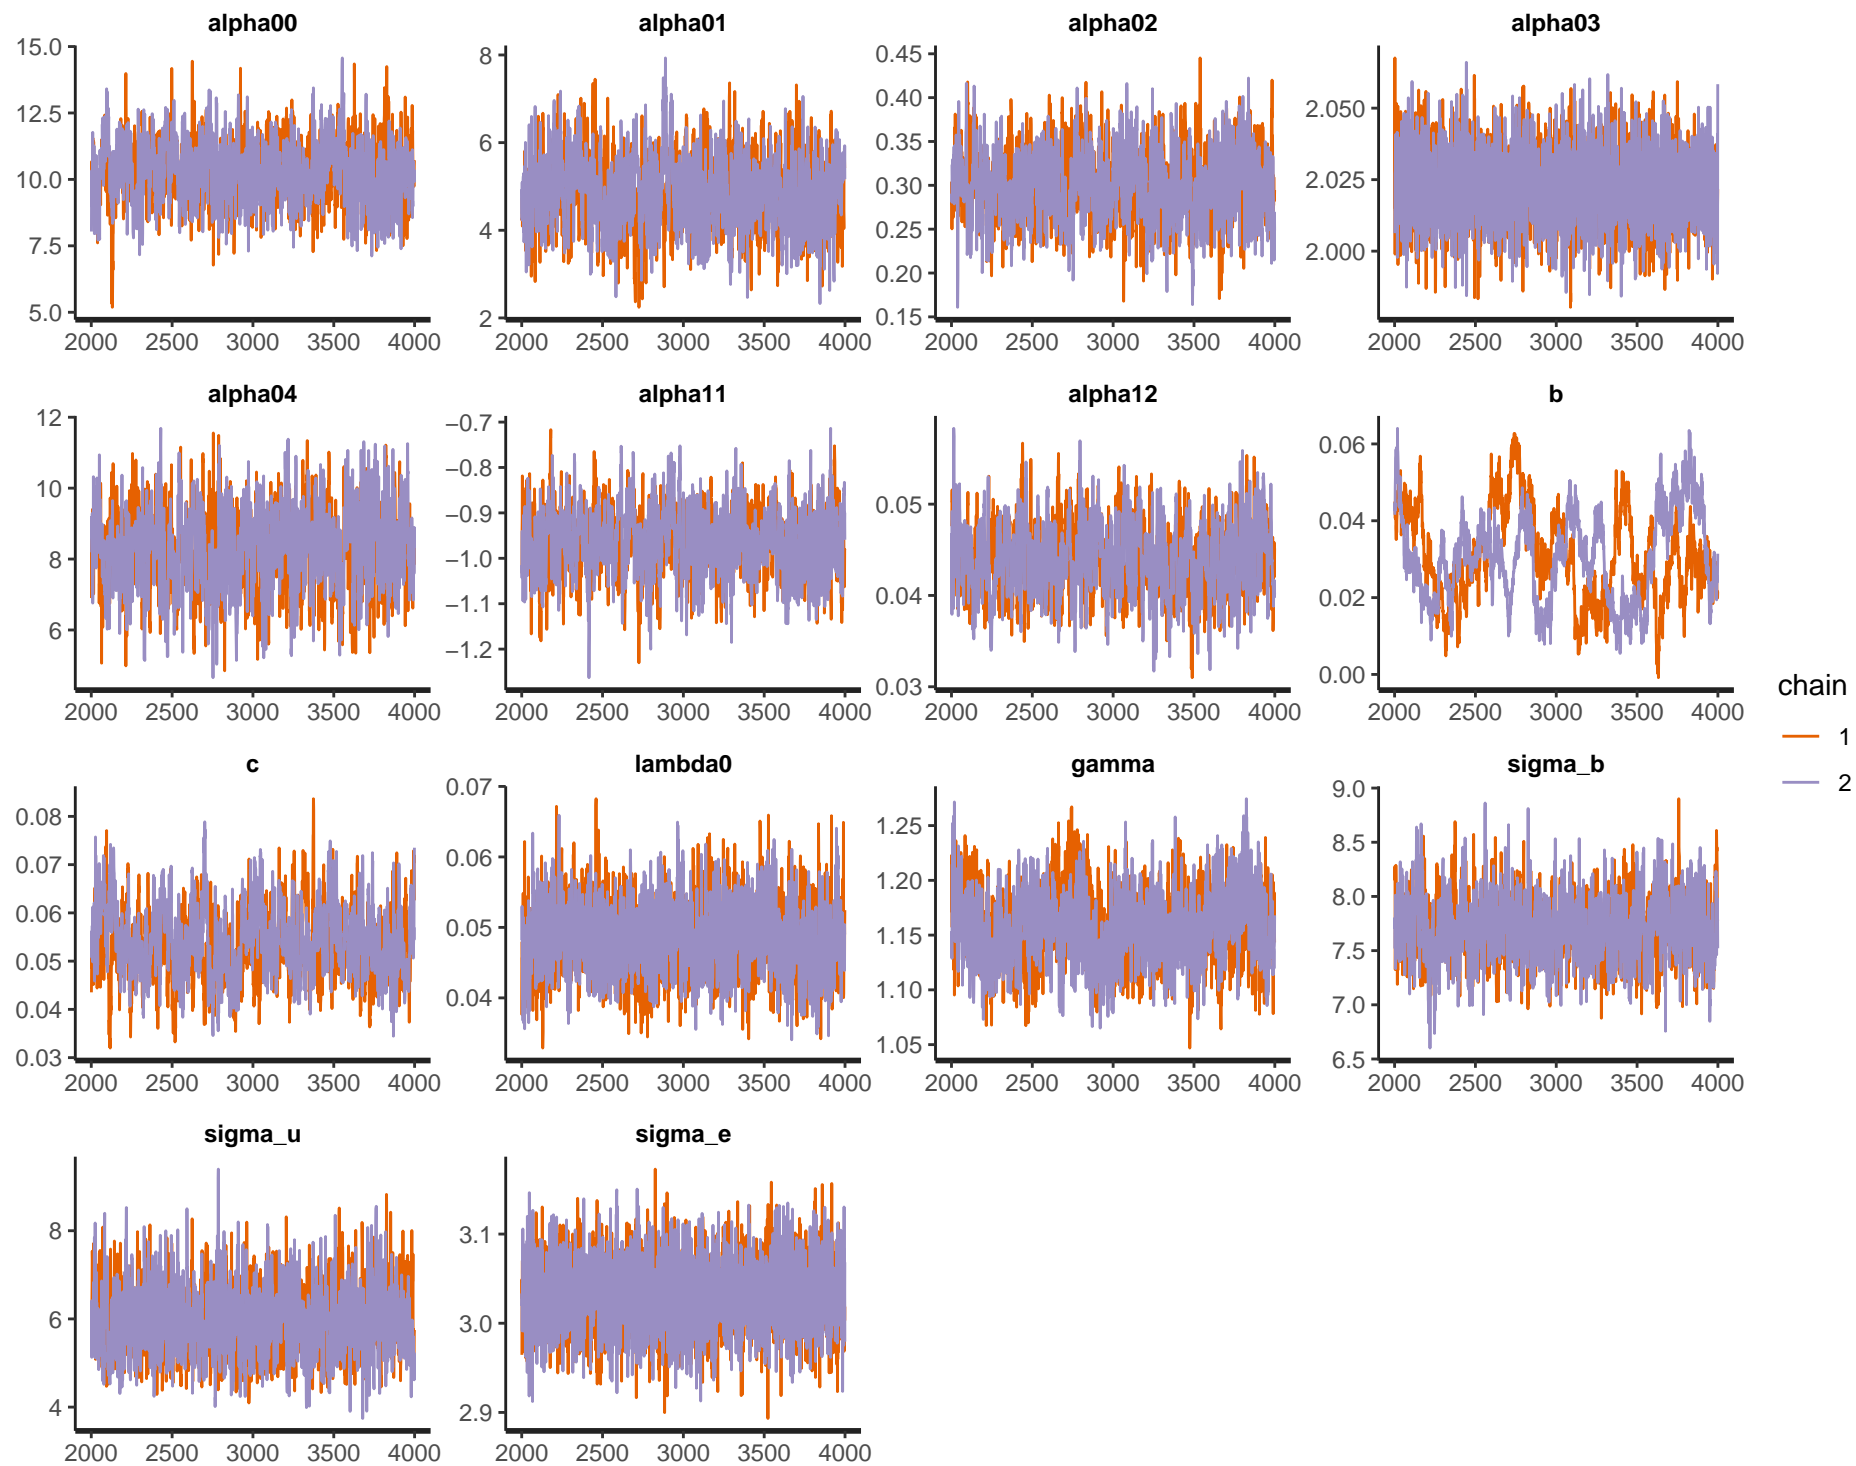 alpha00 alpha01 alpha02 alpha03
15.0 12.5 10.0 7.5 5.0
8 6 4 2
0.45 0.40 0.35 0.30 0.25 0.20 0.15
2.050 2.025 2.000
2000 2500 3000 3500 4000 2000 2500 3000 3500 4000 2000 2500 3000 3500 4000 2000 2500 3000 3500 4000
alpha04 alpha11 alpha12 b
12 10 8 6
−0.7 −0.8 −0.9 −1.0 −1.1 −1.2
0.05 0.04 0.03
0.06 0.04 0.02 0.00
2000 2500 3000 3500 4000 2000 2500 3000 3500 4000 2000 2500 3000 3500 4000 2000 2500 3000 3500 4000
c lambda0 gamma sigma_b
0.08 0.07 0.06 0.05 0.04 0.03
0.07 0.06 0.05 0.04
1.25 1.20 1.15 1.10 1.05
9.0 8.5 8.0 7.5 7.0 6.5
2000 2500 3000 3500 4000 2000 2500 3000 3500 4000 2000 2500 3000 3500 4000 2000 2500 3000 3500 4000
sigma_u sigma_e
8 6 4
3.1 3.0 2.9
2000 2500 3000 3500 4000 2000 2500 3000 3500 4000
chain
1
2